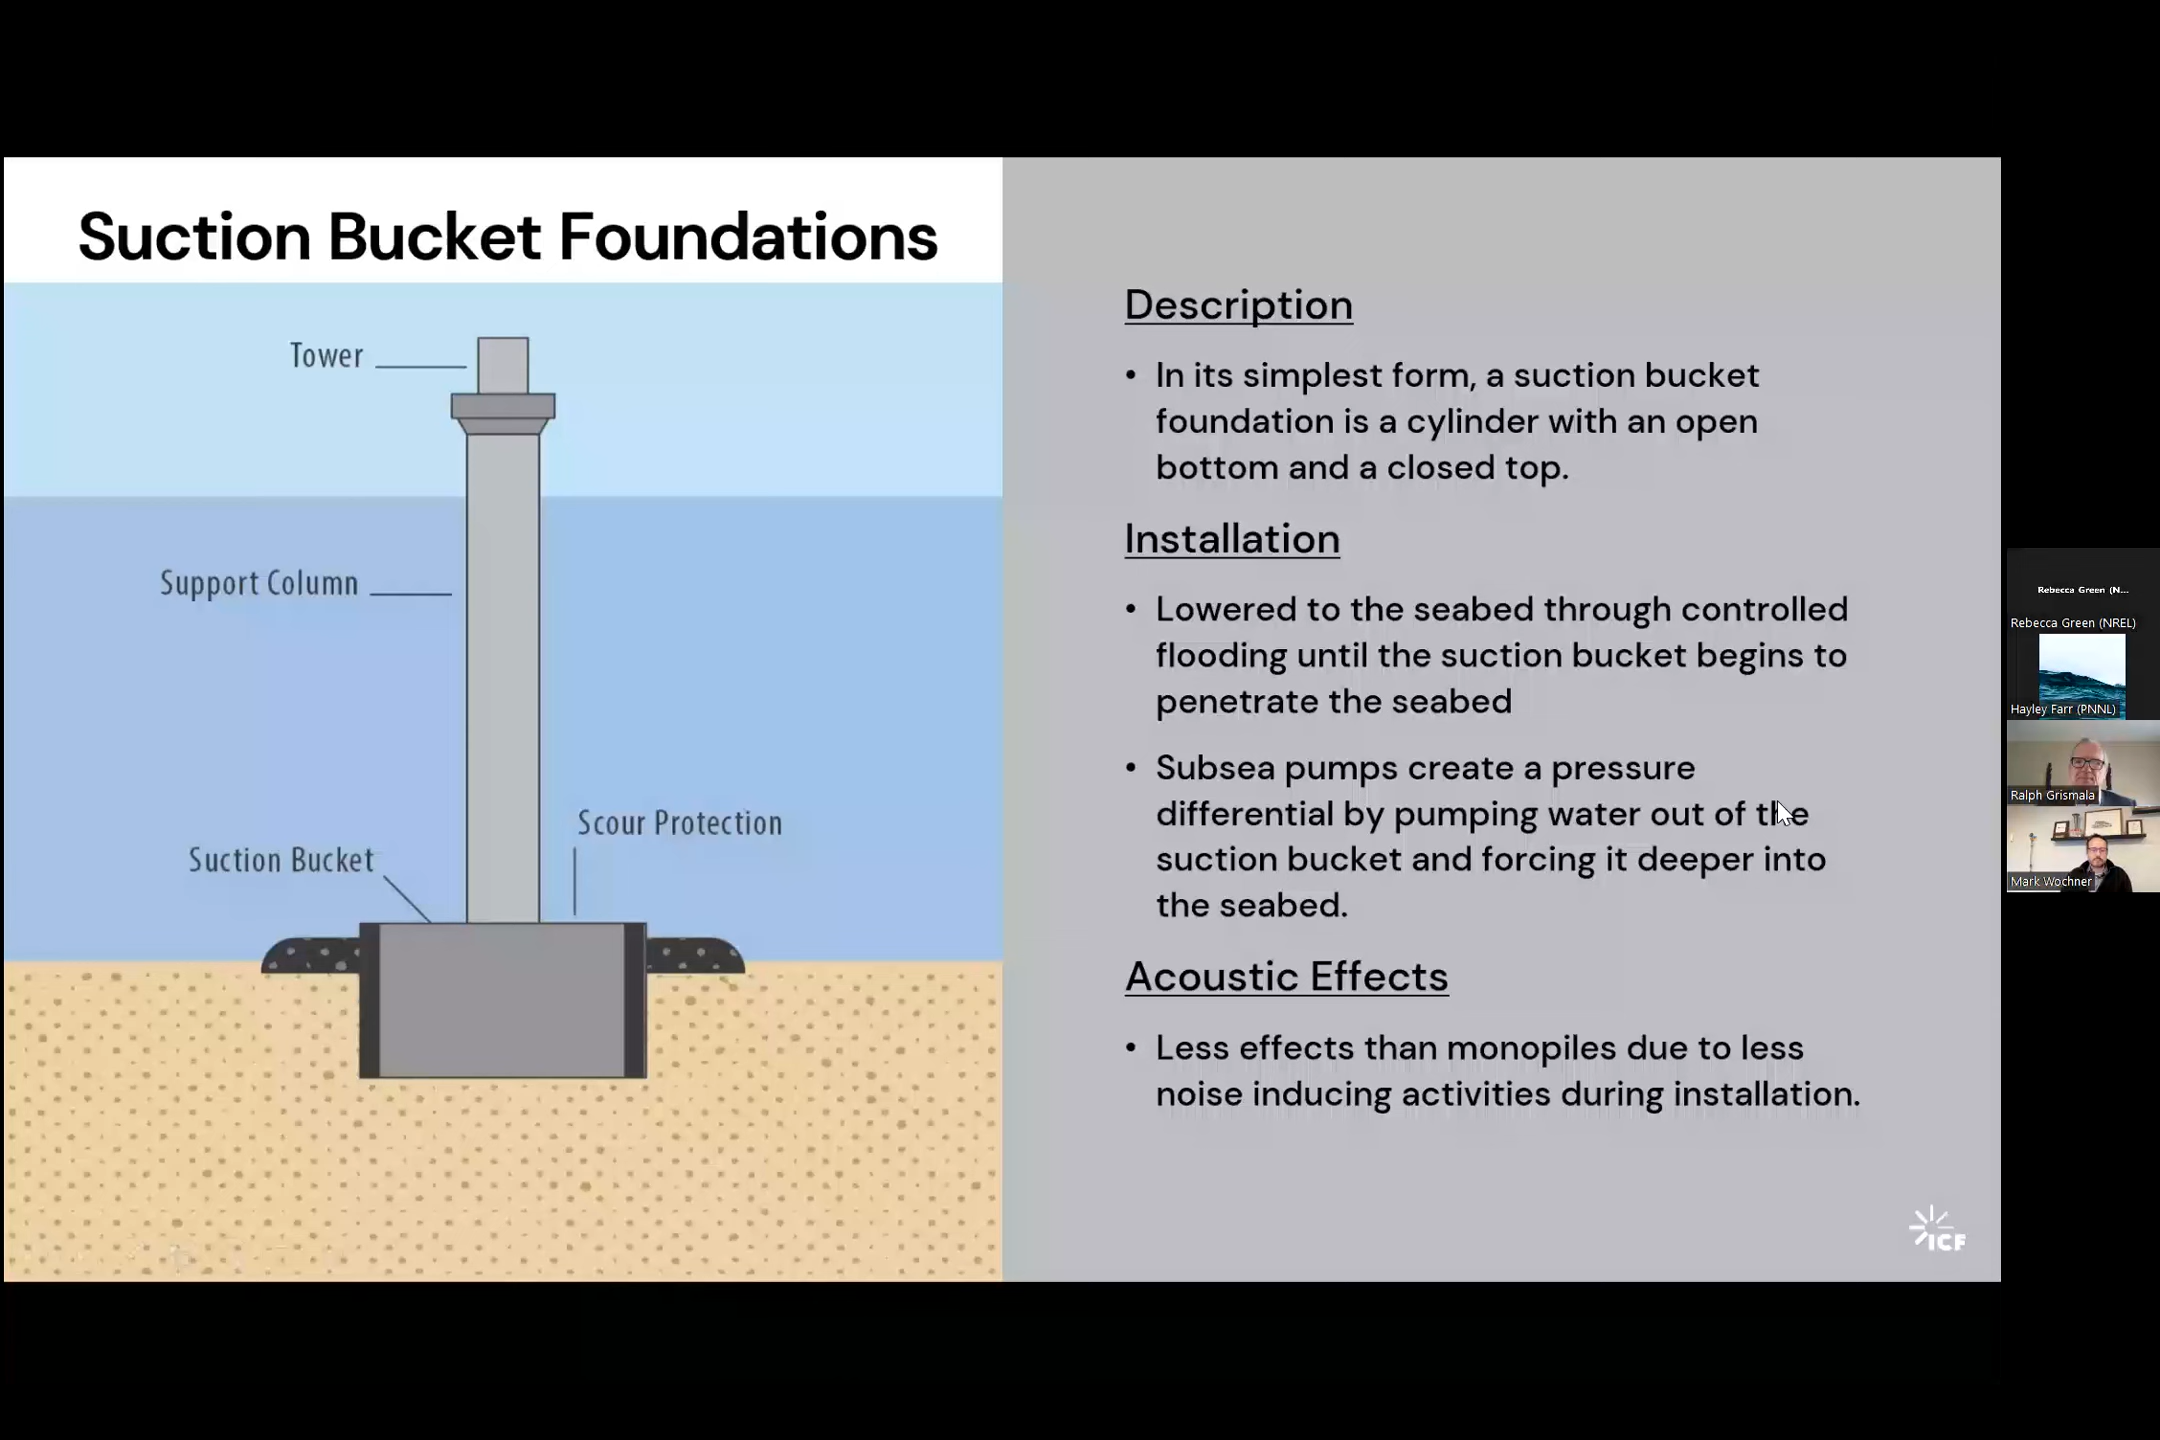 Suction Bucket Foundations
Tower
Support Column
Scour Protection
Suction Bucket
Description
• In its simplest form, a suction bucket
foundation is a cylinder with an open
bottom and a closed top.
Installation
• Lowered to the seabed through controlled
flooding until the suction bucket begins to
penetrate the seabed
• Subsea pumps create a pressure
differential by pumping water out of the
suction bucket and forcing it deeper into
the seabed.
Acoustic Effects
• Less effects than monopiles due to less
noise inducing activities during installation.
ICF
Rebecca Green (N...
Rebecca Green (NREL)
Hayley Farr (PNNL)
Ralph Grismala
Mark Wochner